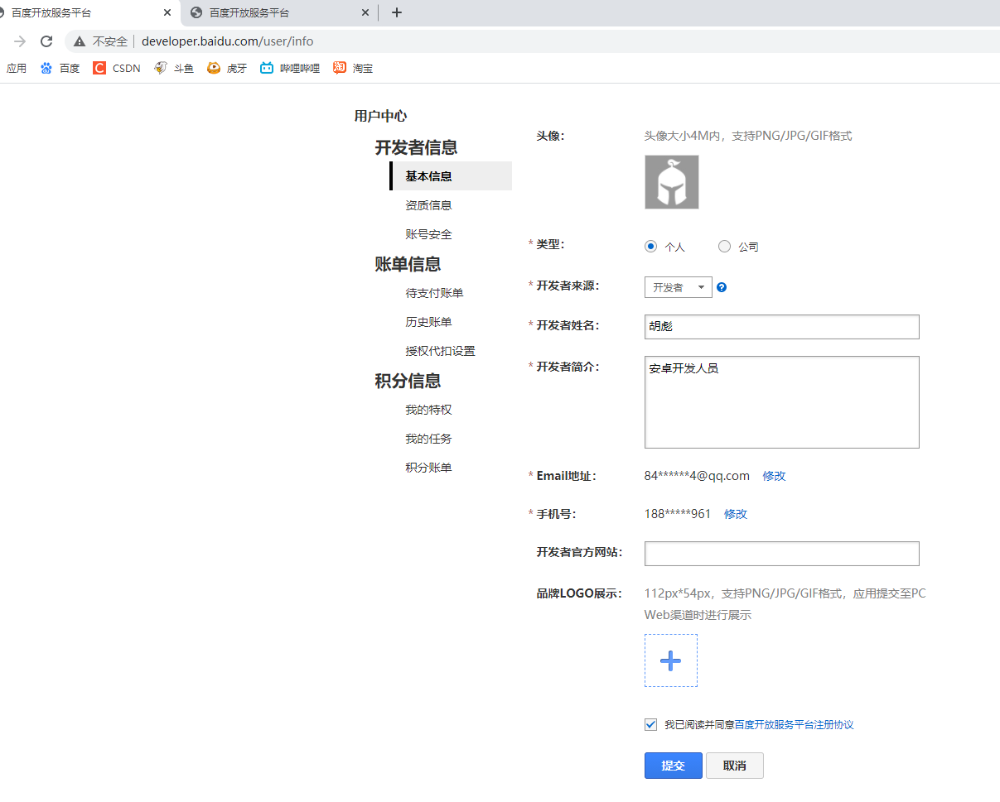 百度开放服务平台
百度开放服务平台
不安全 developer.baidu.com/user/info
应用 百度 CSDN 斗鱼 虎牙 哔哩哔哩 淘宝
用户中心
开发者信息
基本信息
资质信息
账号安全
账单信息
待支付账单
历史账单
授权代扣设置
积分信息
我的特权
我的任务
积分账单
头像： 头像大小4M内，支持PNG/JPG/GIF格式
* 类型： 个人 公司
* 开发者来源： 开发者
* 开发者姓名： 胡彪
* 开发者简介： 安卓开发人员
* Email地址： 84******4@qq.com 修改
* 手机号： 188*****961 修改
开发者官方网站：
品牌LOGO展示： 112px*54px，支持PNG/JPG/GIF格式，应用提交至PC
Web渠道时进行展示
我已阅读并同意百度开放服务平台注册协议
提交 取消